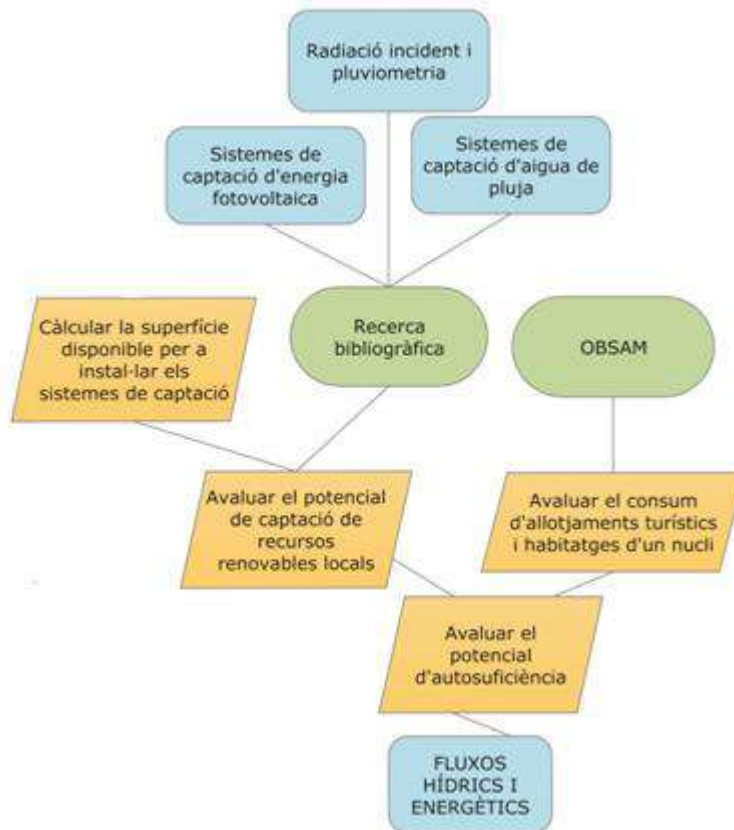 Radiació incident i
pluviometria
Sistemes de
captació d'energia
fotovoltaica
Sistemes de
captació d'aigua de
pluja
Càlcular la superfície
disponible per a
instal·lar els
sistemes de captació
Recerca
bibliogràfica
OBSAM
Avaluar el potencial
de captació de
recursos
renovables locals
Avaluar el consum
d'allotjaments turístics
i habitatges d'un nucli
Avaluar el
potencial
d'autosuficiència
FLUXOS
HÍDRICS I
ENERGÈTICS